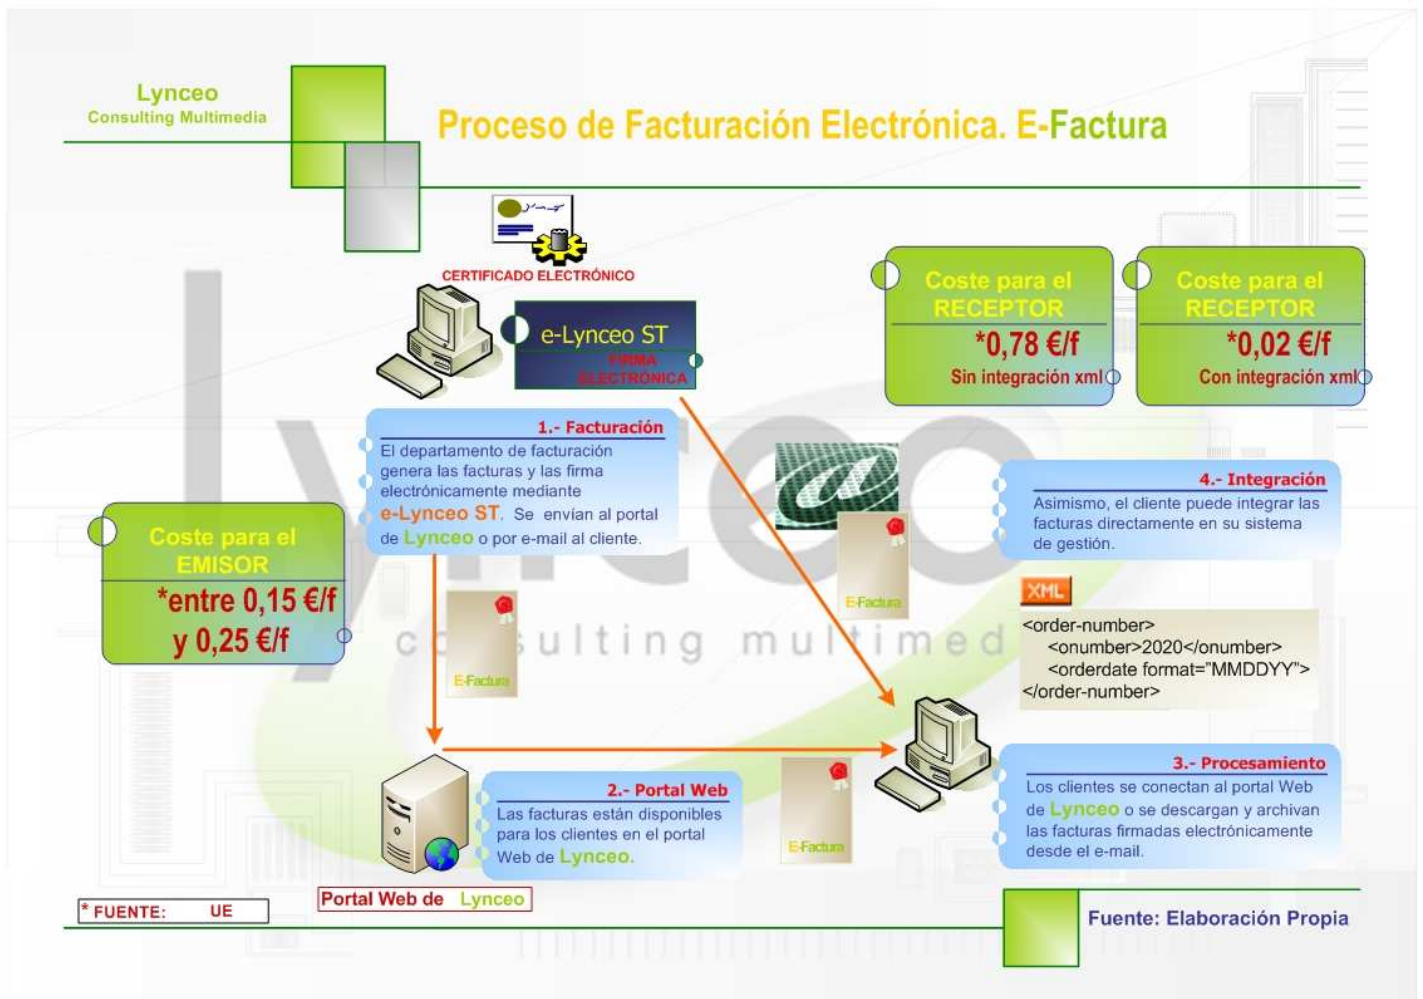 Lynceo
Consulting Multimedia
Proceso de Facturación Electrónica. E-Factura
CERTIFICADO ELECTRÓNICO
e-Lynceo ST
FIRMA
ELECTRÓNICA
Coste para el
RECEPTOR
*0,78 €/f
Sin integración xml
Coste para el
RECEPTOR
*0,02 €/f
Con integración xml
1.- Facturación
El departamento de facturación
genera las facturas y las firma
electrónicamente mediante
e-Lynceo ST. Se envían al portal
de Lynceo o por e-mail al cliente.
Coste para el
EMISOR
*entre 0,15 €/f
y 0,25 €/f
@
E-Factura
E-Factura
4.- Integración
Asimismo, el cliente puede integrar las
facturas directamente en su sistema
de gestión.
XML
<order-number>
<onumber>2020</onumber>
<orderdate format="MMDDYY">
</order-number>
lynceo
consulting multimed
2.- Portal Web
Las facturas están disponibles
para los clientes en el portal
Web de Lynceo.
E-Factura
3.- Procesamiento
Los clientes se conectan al portal Web
de Lynceo o se descargan y archivan
las facturas firmadas electrónicamente
desde el e-mail.
Portal Web de Lynceo
* FUENTE: UE
Fuente: Elaboración Propia